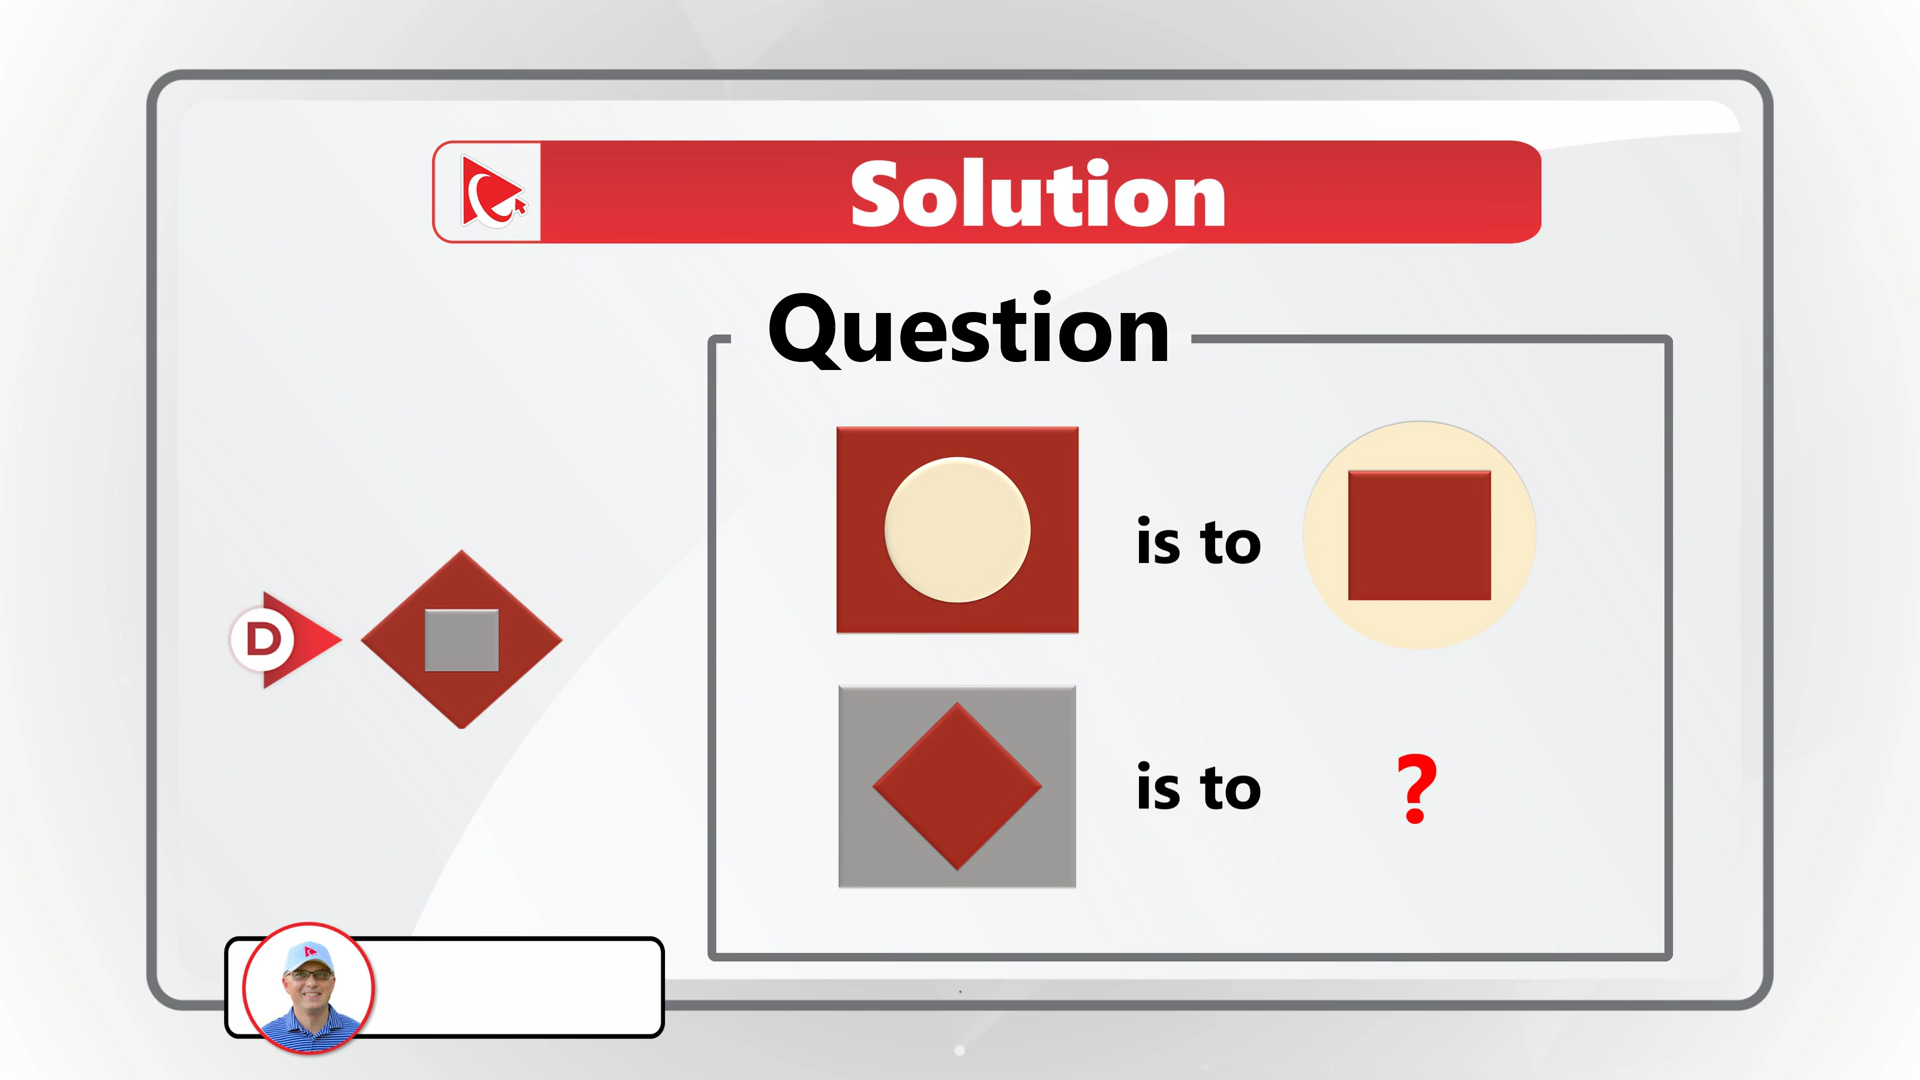 Solution
Question
is to
D
is to
?